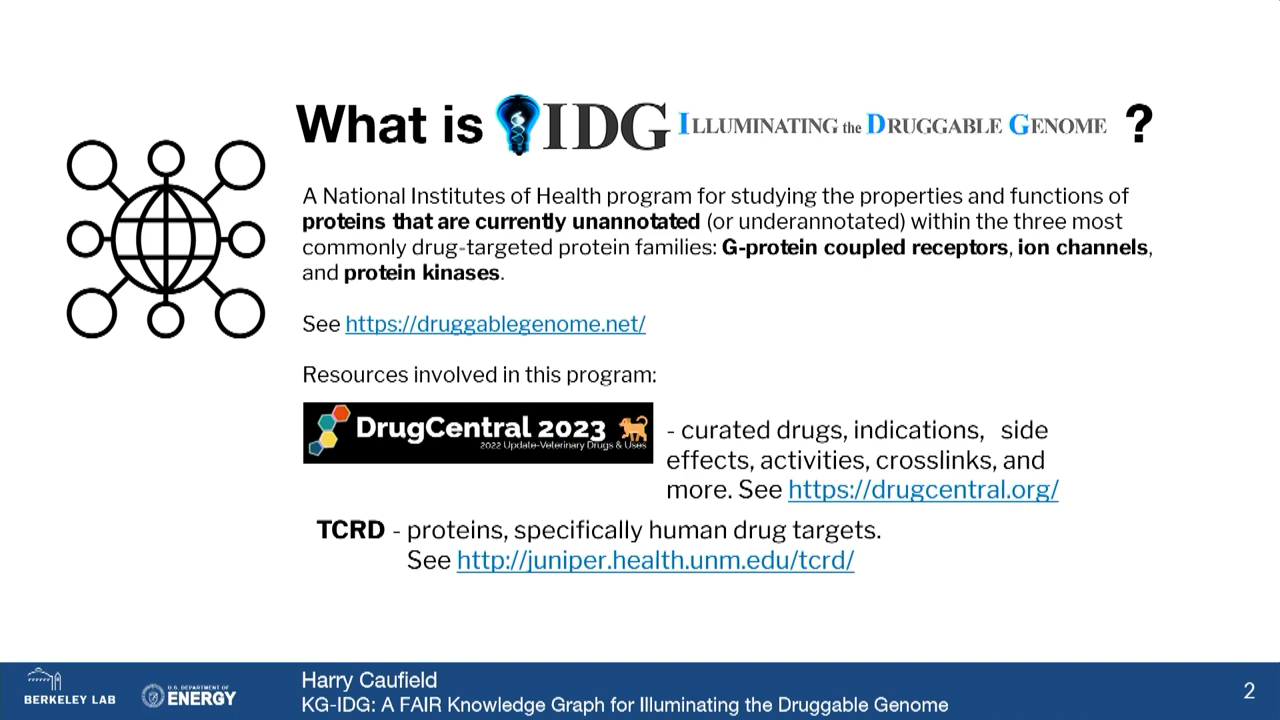 What is IDG ILLUMINATING the DRUGGABLE GENOME ?
A National Institutes of Health program for studying the properties and functions of
proteins that are currently unannotated (or underannotated) within the three most
commonly drug-targeted protein families: G-protein coupled receptors, ion channels,
and protein kinases.
See https://druggablegenome.net/
Resources involved in this program:
DrugCentral 2023
2022 Update-Veterinary Drugs & Uses
- curated drugs, indications, side
effects, activities, crosslinks, and
more. See https://drugcentral.org/
TCRD - proteins, specifically human drug targets.
See http://juniper.health.unm.edu/tcrd/
BERKELEY LAB
U.S. DEPARTMENT OF
ENERGY
Harry Caufield
KG-IDG: A FAIR Knowledge Graph for Illuminating the Druggable Genome
2